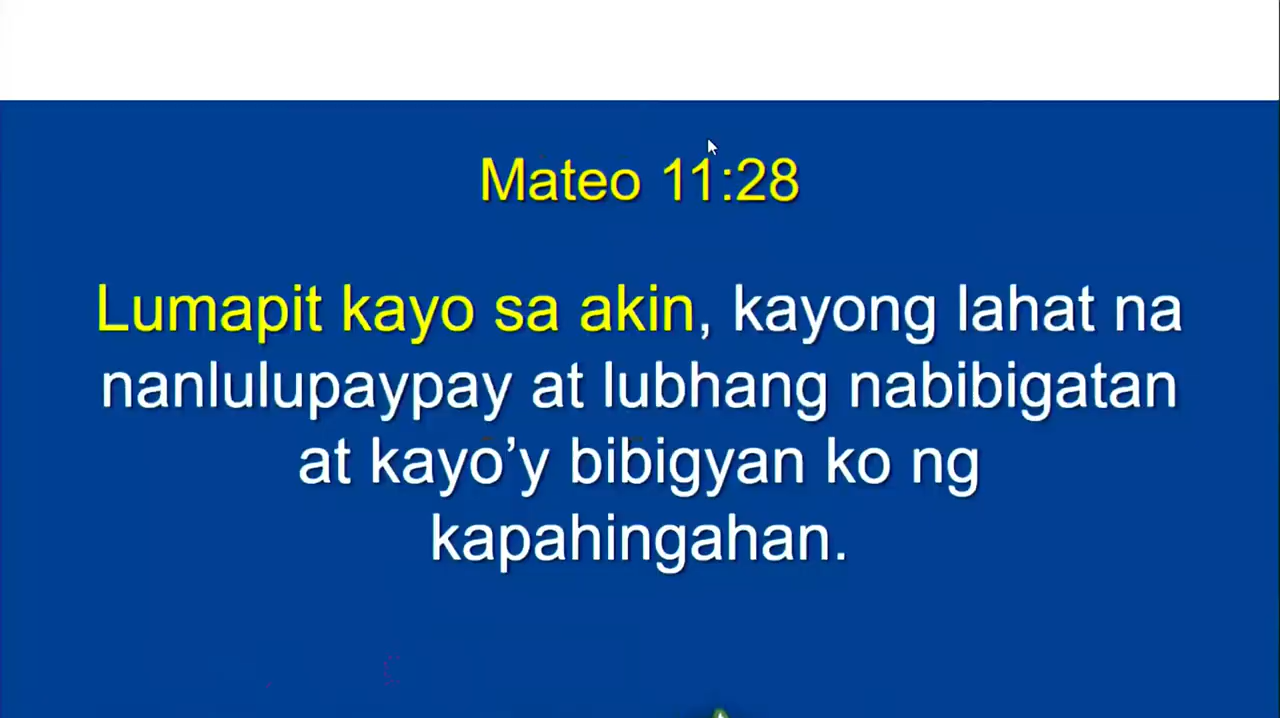 Mateo 11:28
Lumapit kayo sa akin, kayong lahat na
nanlulupaypay at lubhang nabibigatan
at kayo’y bibigyan ko ng
kapahingahan.